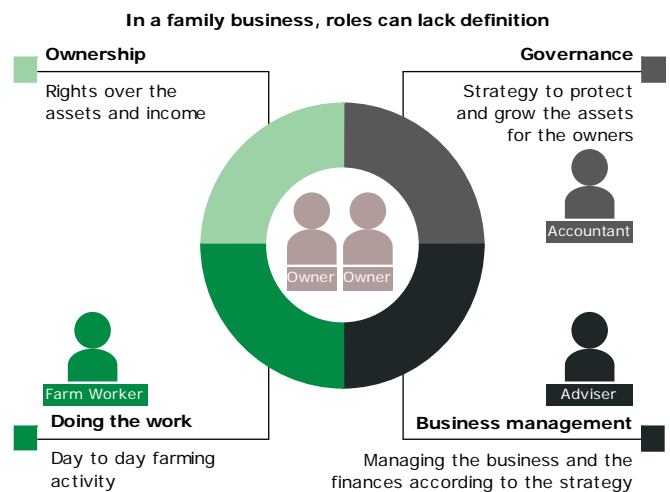 In a family business, roles can lack definition
Ownership
Rights over the
assets and income
Governance
Strategy to protect
and grow the assets
for the owners
Accountant
Owner Owner
Farm Worker
Adviser
Doing the work
Day to day farming
activity
Business management
Managing the business and the
finances according to the strategy